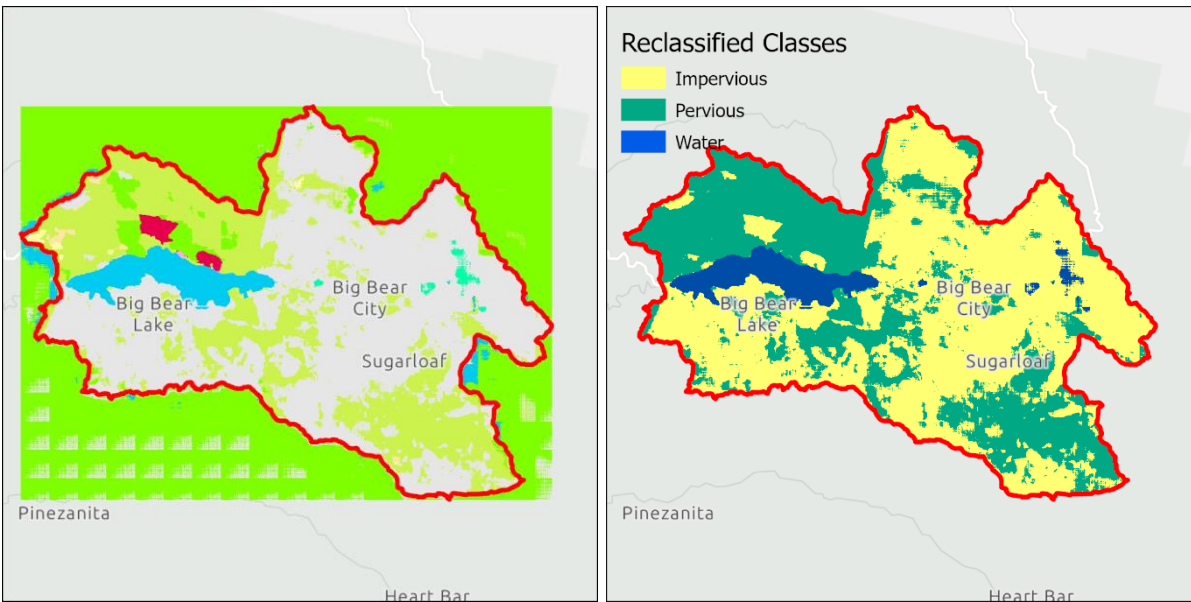 Big Bear
Lake
Big Bear
City
Sugarloaf
Pinezanita
Heart Bar
Reclassified Classes
Impervious
Pervious
Water
Big Bear
Lake
Big Bear
City
Sugarloaf
Pinezanita
Heart Bar